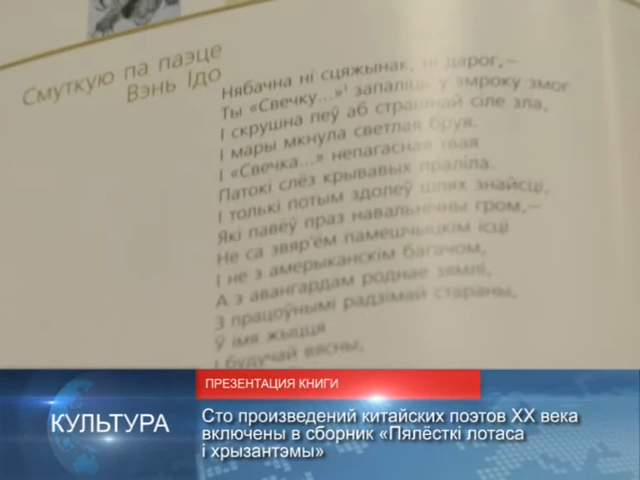 Смуткую па паэце
Вэнь Ідо
Нябачна ні сцяжынак, ні дарог,—
Ты «Свечку...»¹ запаліць у змроку змог
І скрушна пеў аб страшнай сіле зла,
І мары мкнула светлая бруя.
І «Свечка...» непагасная твая
Патокі слёз крывавых праліла.
І толькі потым здолеў шлях знайсці,
Які павёў праз навальнічны гром,—
Не са звяр'ём памешчыцкім ісці
І не з амерыканскім багачом,
А з авангардам роднае зямлі,
З працоўнымі радзімай стараны,
Ў імя жыцця
І будучай вясны,
ПРЕЗЕНТАЦИЯ КНИГИ
КУЛЬТУРА
Сто произведений китайских поэтов ХХ века
включены в сборник «Пялёсткі лотаса
і хрызантэмы»